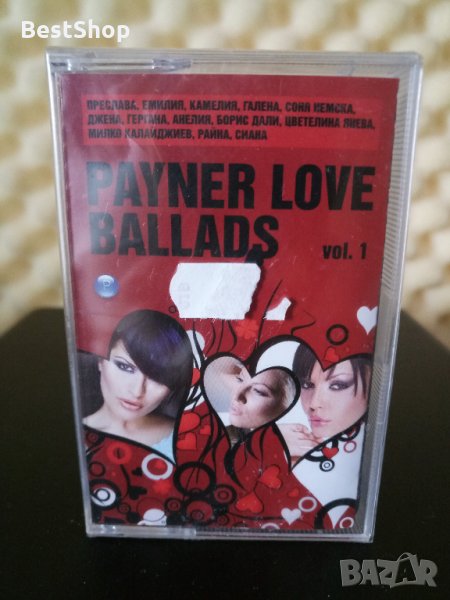 BestShop
ПРЕСЛАВА, ЕМИЛИЯ, КАМЕЛИЯ, ГАЛЕНА, СОНЯ НЕМСКА,
ДЖЕНА, ГЕРГАНА, АНЕЛИЯ, БОРИС ДАЛИ, ЦВЕТЕЛИНА ЯНЕВА,
МИЛКО КАЛАЙДЖИЕВ, РАЙНА, СИАНА
PAYNER LOVE
BALLADS
vol. 1
P
BAZAR